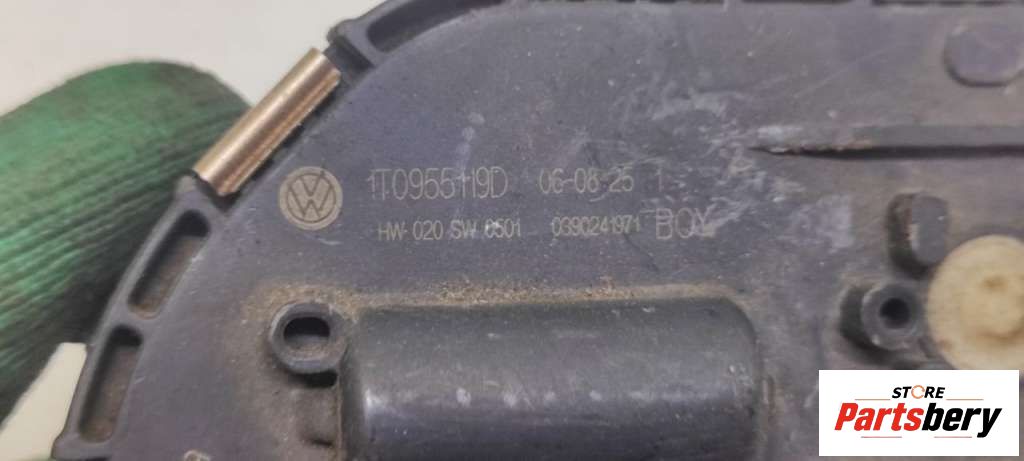 1T0955119D 06-08-25 1
HW-020 SW 0501 0390241971 BOY
STORE
Partsbery